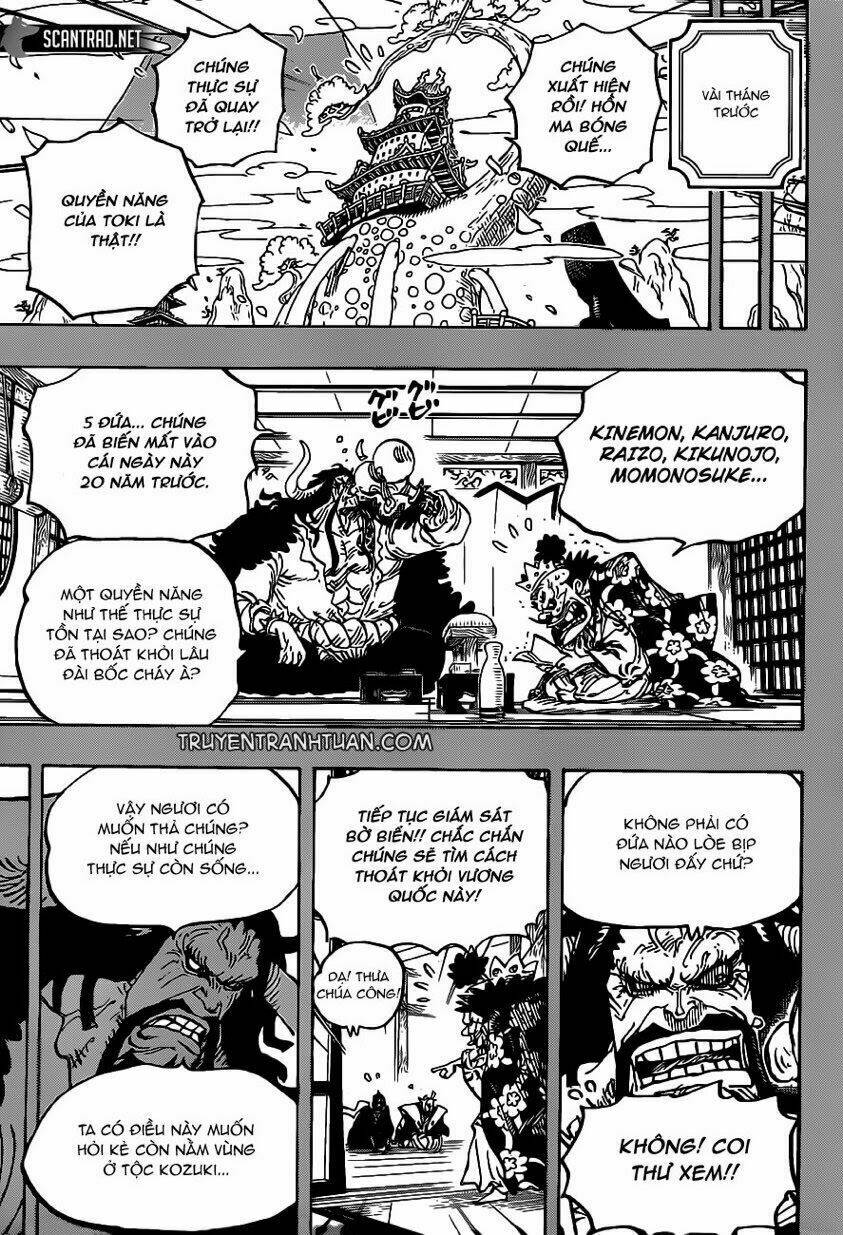 SCANTRAD.NET
VÀI THÁNG
TRƯỚC
CHÚNG
XUẤT HIỆN
RỒI! HỒN
MA BÓNG
QUẾ...
CHÚNG
THỰC SỰ
ĐÃ QUAY
TRỞ LẠI!!
QUYỀN NĂNG
CỦA TOKI LÀ
THẬT!!
KINEMON, KANJURO,
RAIZO, KIKUNOJO,
MOMONOSUKE...
グビ
グビ
5 ĐỨA... CHÚNG
ĐÃ BIẾN MẤT VÀO
CÁI NGÀY NÀY
20 NĂM TRƯỚC.
MỘT QUYỀN NĂNG
NHƯ THẾ THỰC SỰ
TỒN TẠI SAO? CHÚNG
ĐÃ THOÁT KHỎI LÂU
ĐÀI BỐC CHÁY À?
TRUYENTRANHTUAN.COM
KHÔNG PHẢI CÓ
ĐỨA NÀO LÒE BỊP
NGƯƠI ĐẤY CHỨ?
KHÔNG! COI
THƯ XEM!!
TIẾP TỤC GIÁM SÁT
BỜ BIỂN!! CHẮC CHẮN
CHÚNG SẼ TÌM CÁCH
THOÁT KHỎI VƯƠNG
QUỐC NÀY!
DẠ! THƯA
CHÚA CÔNG!
VẬY NGƯƠI CÓ
MUỐN THẢ CHÚNG?
NẾU NHƯ CHÚNG
THỰC SỰ CÒN SỐNG...
TA CÓ ĐIỀU NÀY MUỐN
HỎI KẺ CÒN NẰM VÙNG
Ở TỘC KOZUKI...